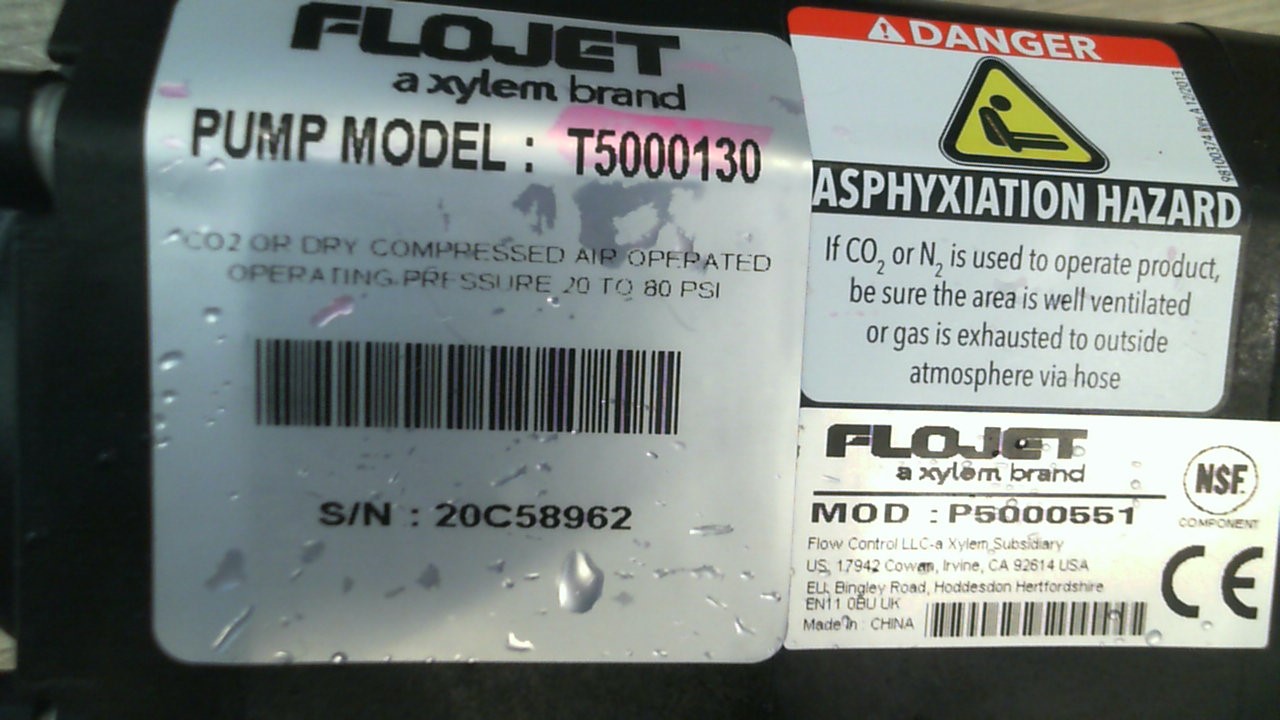 FLOJET
a xylem brand
PUMP MODEL : T5000130
CO2 OR DRY COMPRESSED AIR OPERATED
OPERATING PRESSURE 20 TO 80 PSI
S/N : 20C58962
DANGER
98100374 Rev. A 12/2013
ASPHYXIATION HAZARD
If CO2 or N2 is used to operate product,
be sure the area is well ventilated
or gas is exhausted to outside
atmosphere via hose
FLOJET
a xylem brand
NSF
COMPONENT
MOD : P5000551
Flow Control LLC-a Xylem Subsidiary
US, 17942 Cowan, Irvine, CA 92614 USA
EU, Bingley Road, Hoddesdon Hertfordshire
EN11 0BU UK
Made In : CHINA
CE